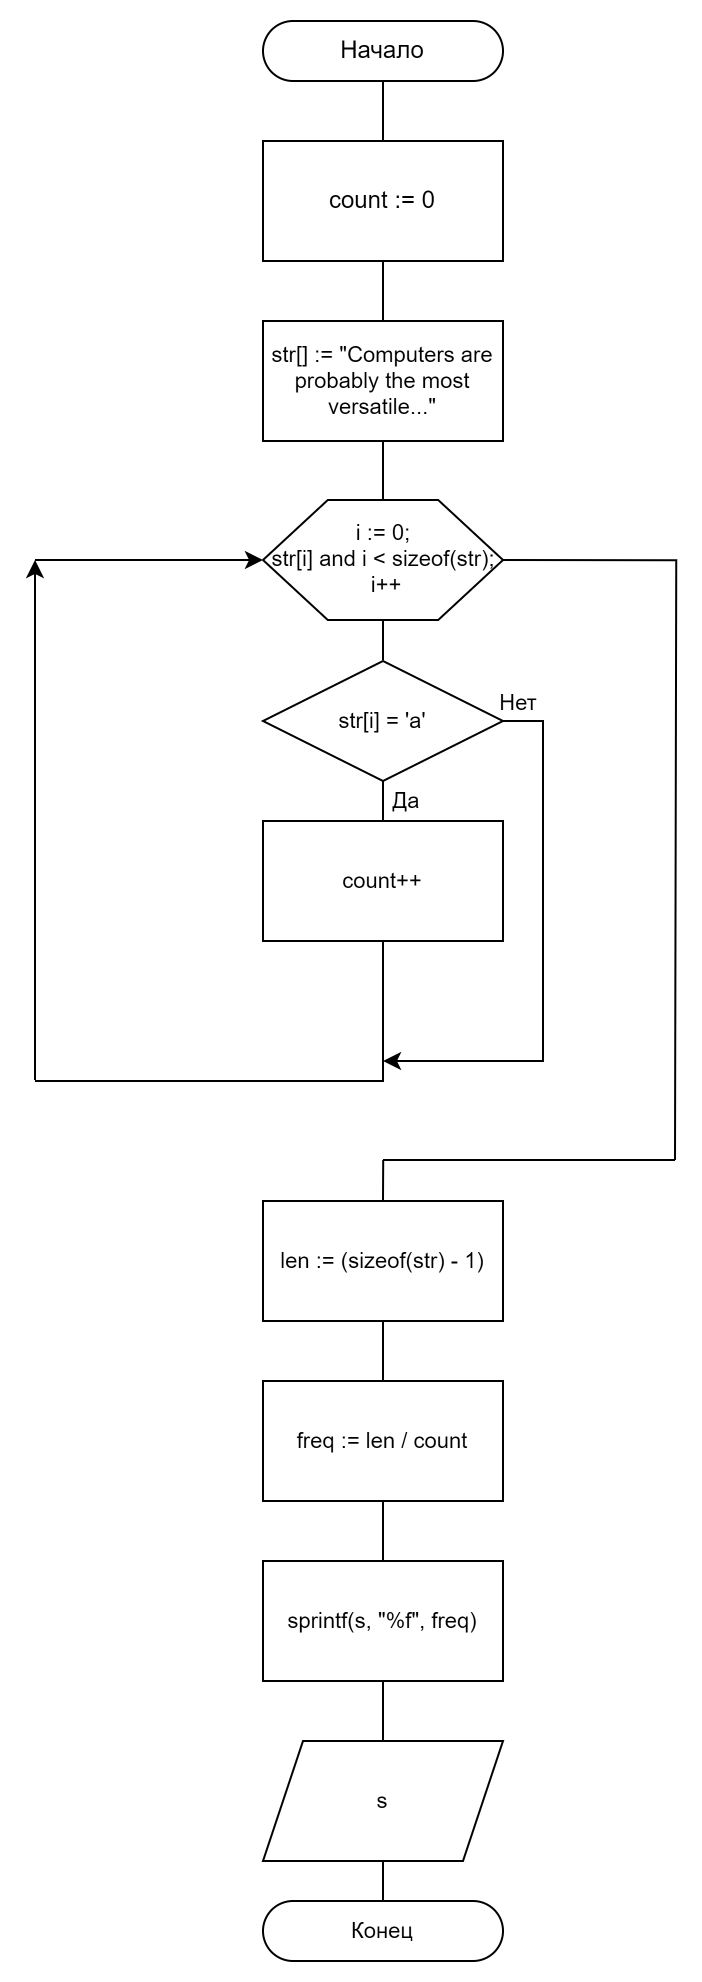 Начало
count := 0
str[] := "Computers are
probably the most
versatile..."
i := 0;
str[i] and i < sizeof(str);
i++
str[i] = 'a'
Нет
Да
count++
len := (sizeof(str) - 1)
freq := len / count
sprintf(s, "%f", freq)
s
Конец